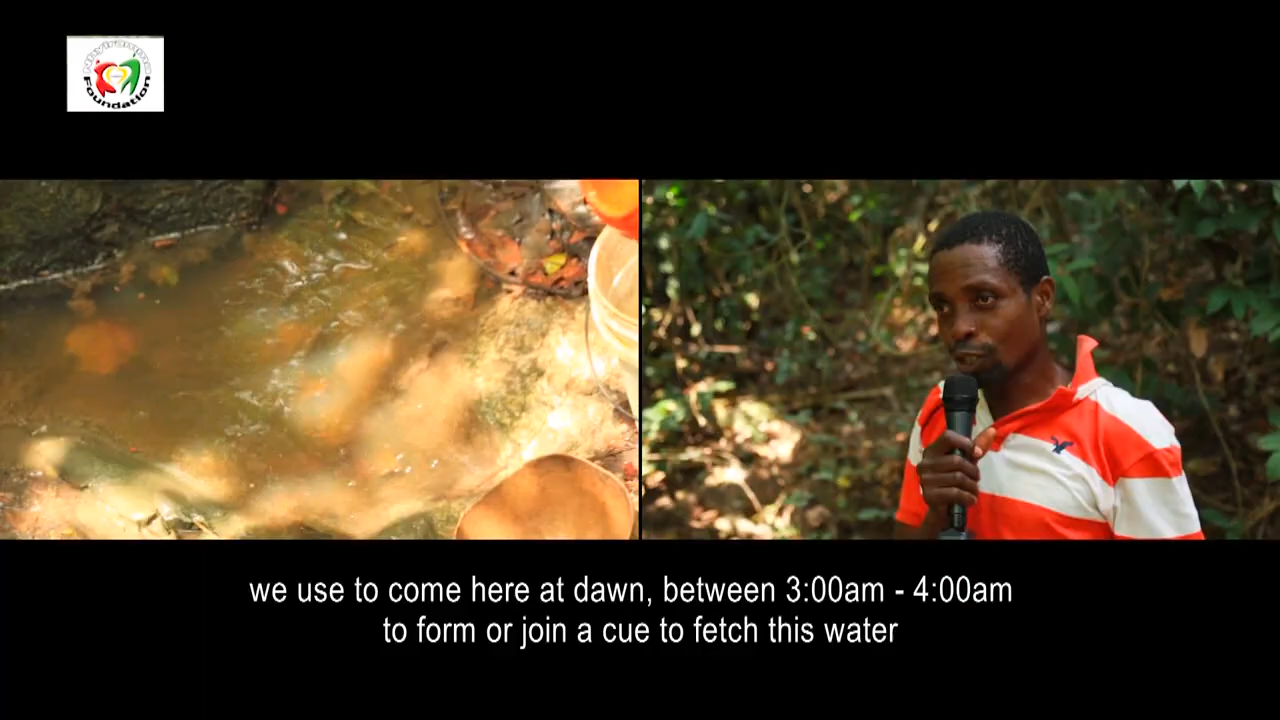 Foundation
we use to come here at dawn, between 3:00am - 4:00am
to form or join a cue to fetch this water